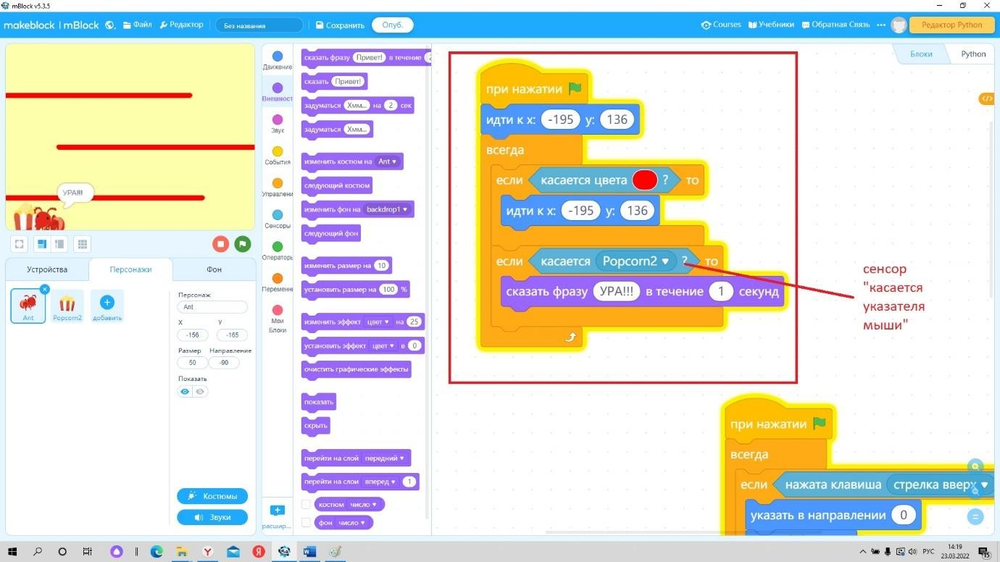 mBlock v5.3.5
makeblock | mBlock Файл Редактор Без названия Сохранить Опуб. Courses Учебники Обратная Связь Редактор Python
Блоки Python
УРА!!!
Устройства Персонажи Фон
Ant
Popcorn2
добавить
Персонаж
Ant
X Y
-156 -165
Размер Направление
50 -90
Показать
Костюмы
Звуки
Движение
Внешност
Звук
События
Управлени
Сенсоры
Операторь
Переменн
Мои
Блоки
расшир...
сказать фразу Привет! в течение 2
сказать Привет!
задуматься Хмм... на 2 сек
задуматься Хмм...
изменить костюм на Ant
следующий костюм
изменить фон на backdrop1
следующий фон
изменить размер на 10
установить размер на 100 %
изменить эффект цвет на 25
установить эффект цвет в 0
очистить графические эффекты
показать
скрыть
перейти на слой передний
перейти на слои вперед 1
костюм число
фон число
при нажатии
идти к x: -195 y: 136
всегда
если касается цвета ? то
идти к x: -195 y: 136
если касается Popcorn2 ? то
сказать фразу УРА!!! в течение 1 секунд
сенсор
"касается
указателя
мыши"
при нажатии
всегда
если нажата клавиша стрелка вверх
указать в направлении 0
РУС
14:19
23.03.2022
15